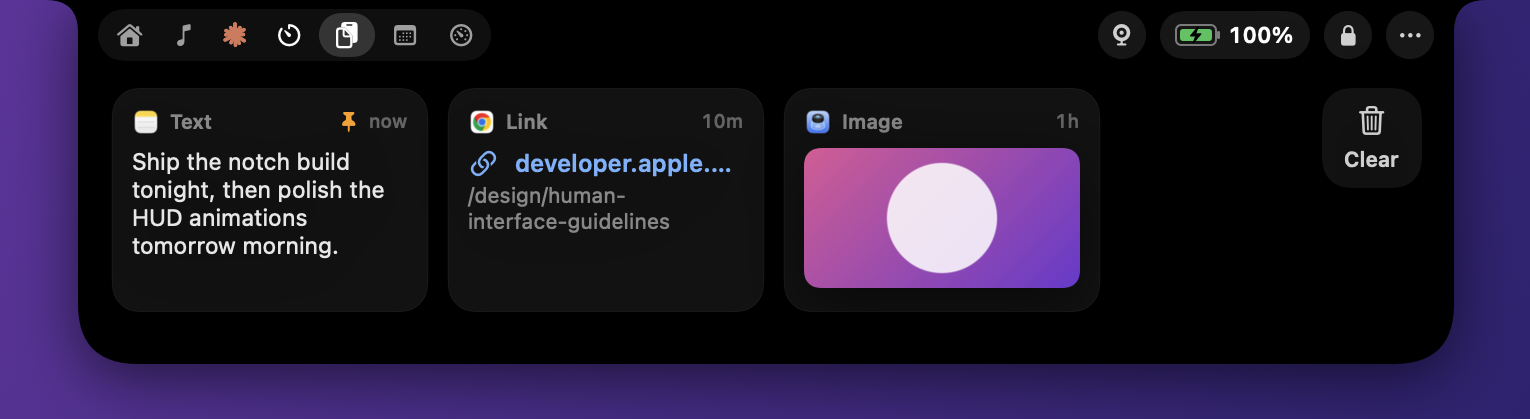 100%
Text
now
Ship the notch build
tonight, then polish the
HUD animations
tomorrow morning.
Link
10m
developer.apple....
/design/human-
interface-guidelines
Image
1h
Clear